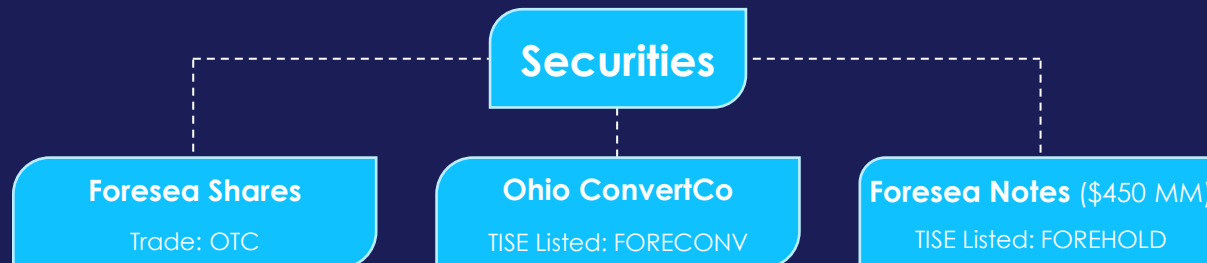 Securities
Foresea Shares
Trade: OTC
Ohio ConvertCo
TISE Listed: FORECONV
Foresea Notes ($450 MM)
TISE Listed: FOREHOLD